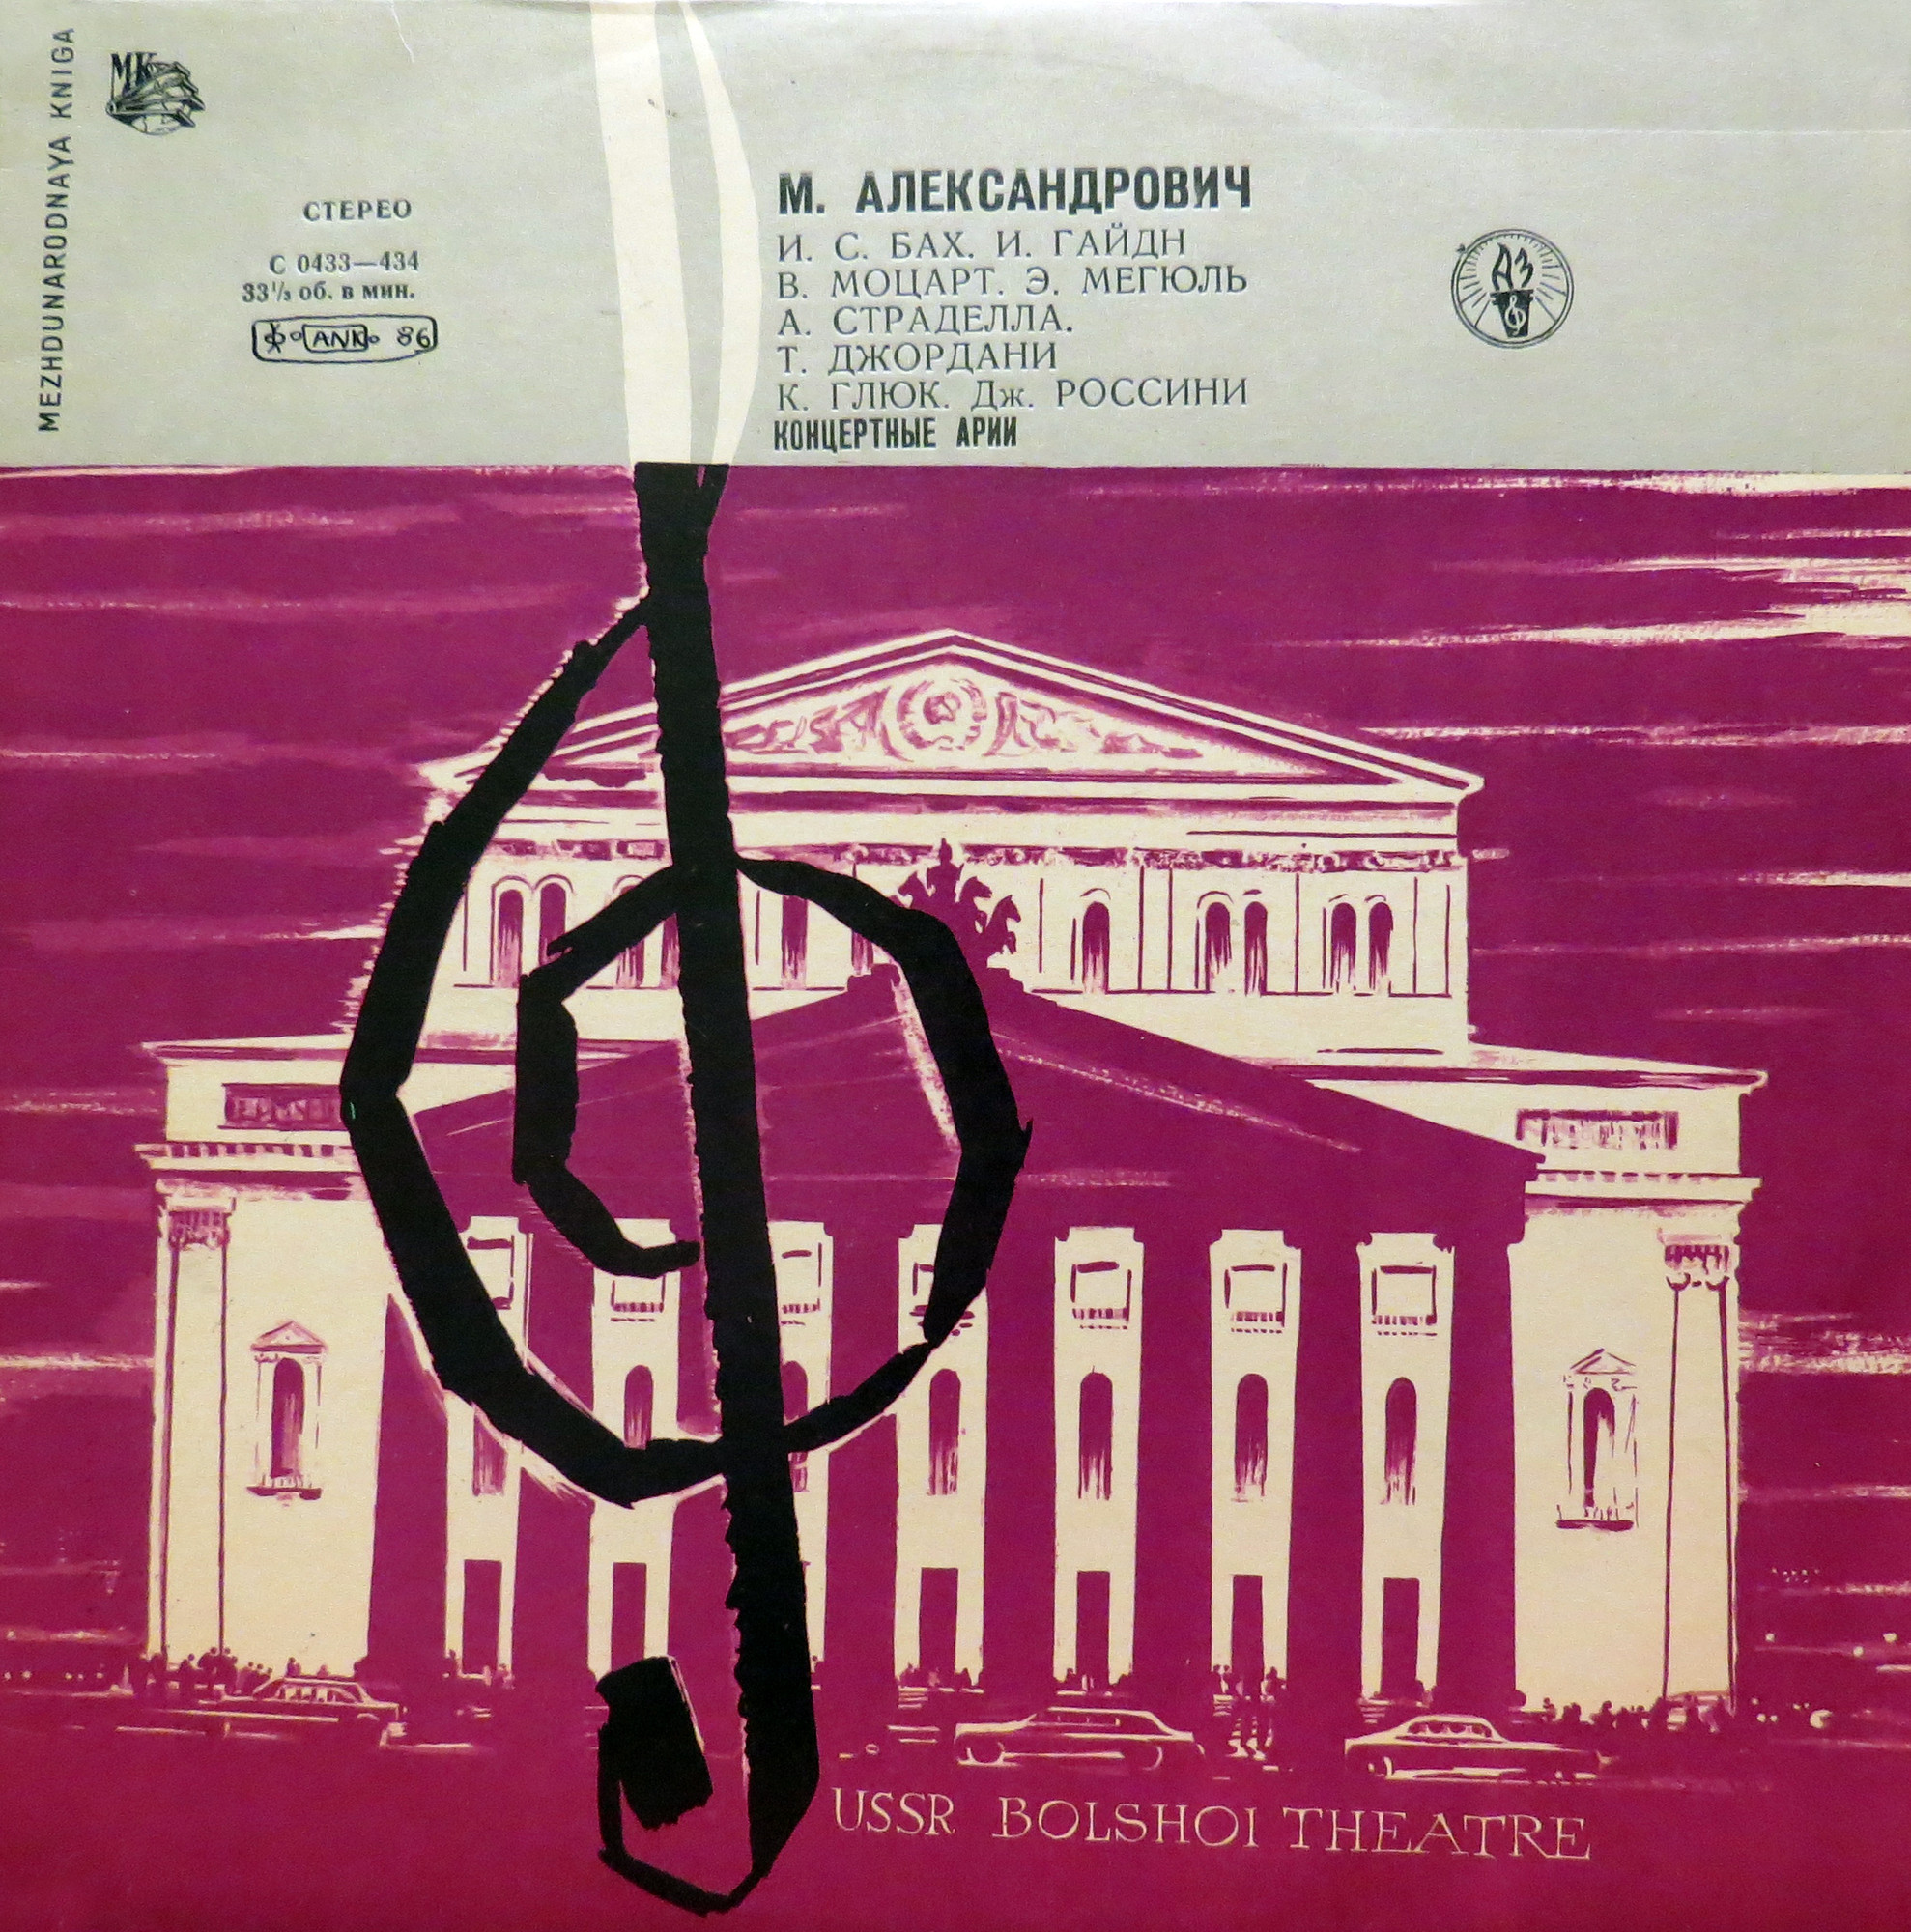 MEZHDUNARODNAYA KNIGA
МК
СТЕРЕО
С 0433—434
33⅓ об. в мин.
ANK 86
М. АЛЕКСАНДРОВИЧ
И. С. БАХ. И. ГАЙДН
В. МОЦАРТ. Э. МЕГЮЛЬ
А. СТРАДЕЛЛА.
Т. ДЖОРДАНИ
К. ГЛЮК. Дж. РОССИНИ
КОНЦЕРТНЫЕ АРИИ
АЗ
USSR BOLSHOI THEATRE